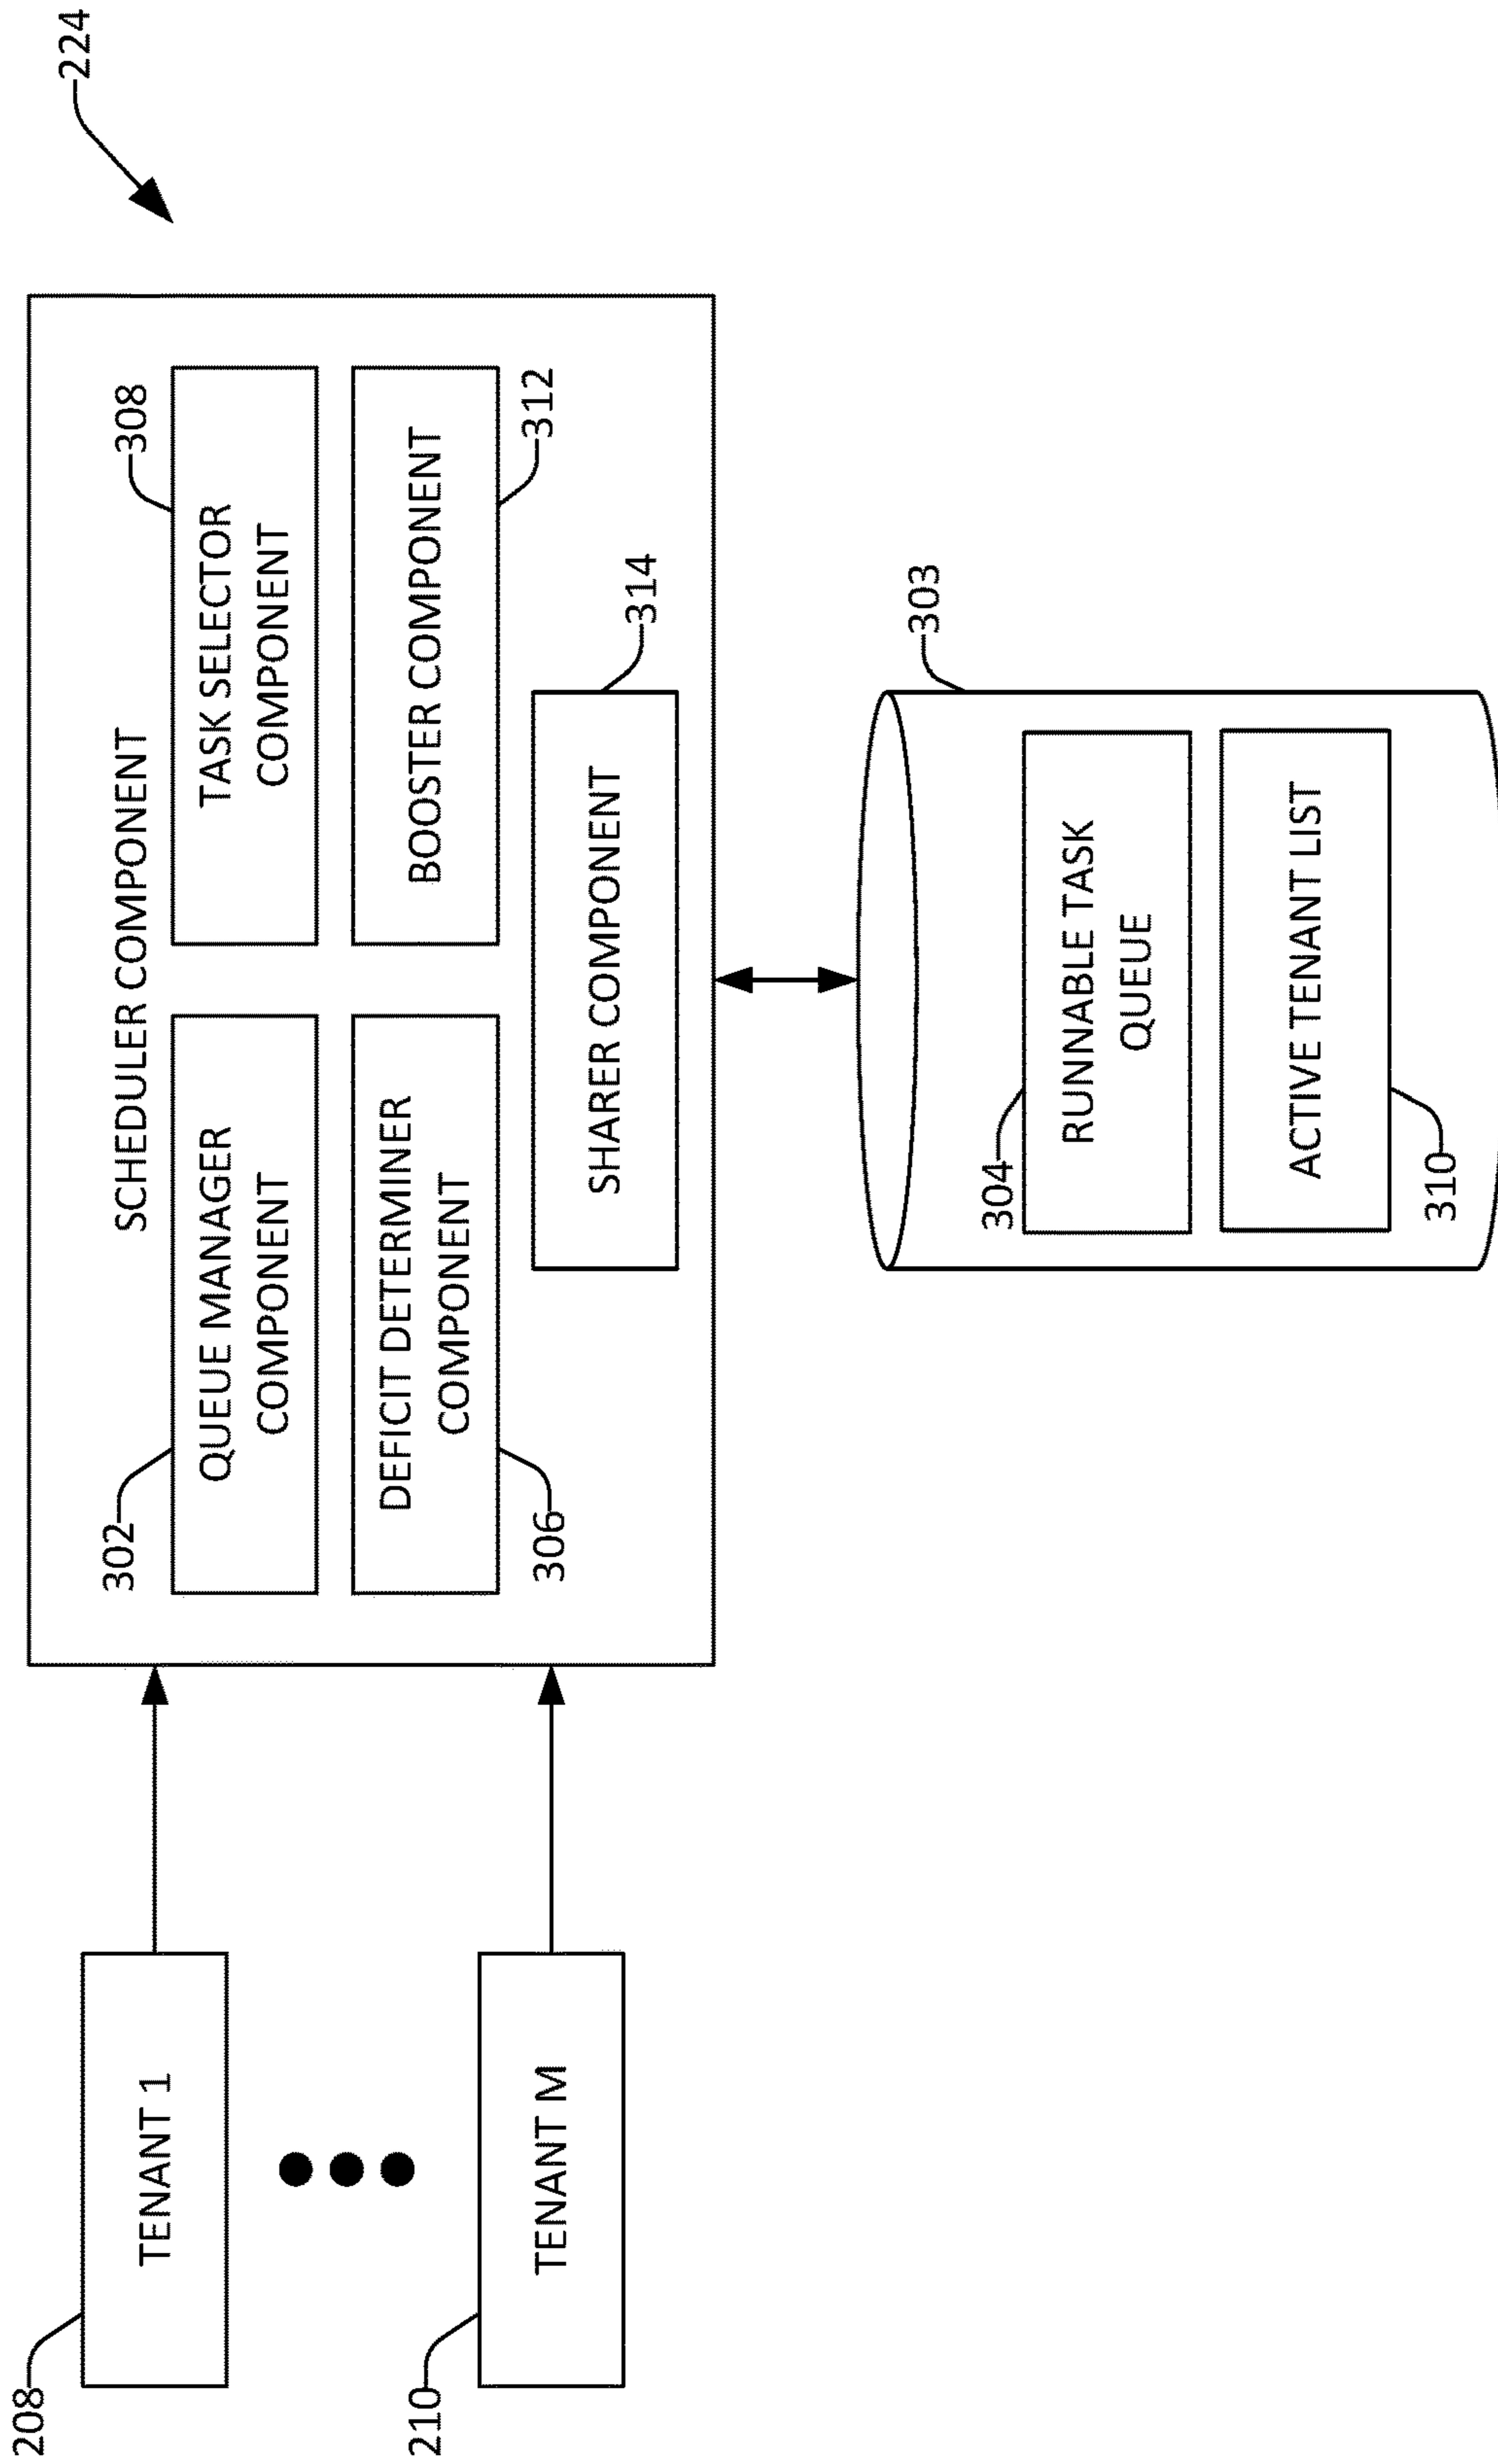 224
SCHEDULER COMPONENT
302
308
QUEUE MANAGER
COMPONENT
TASK SELECTOR
COMPONENT
DEFICIT DETERMINER
COMPONENT
BOOSTER COMPONENT
306
312
SHARER COMPONENT
314
208
TENANT 1
210
TENANT M
303
304
RUNNABLE TASK
QUEUE
ACTIVE TENANT LIST
310